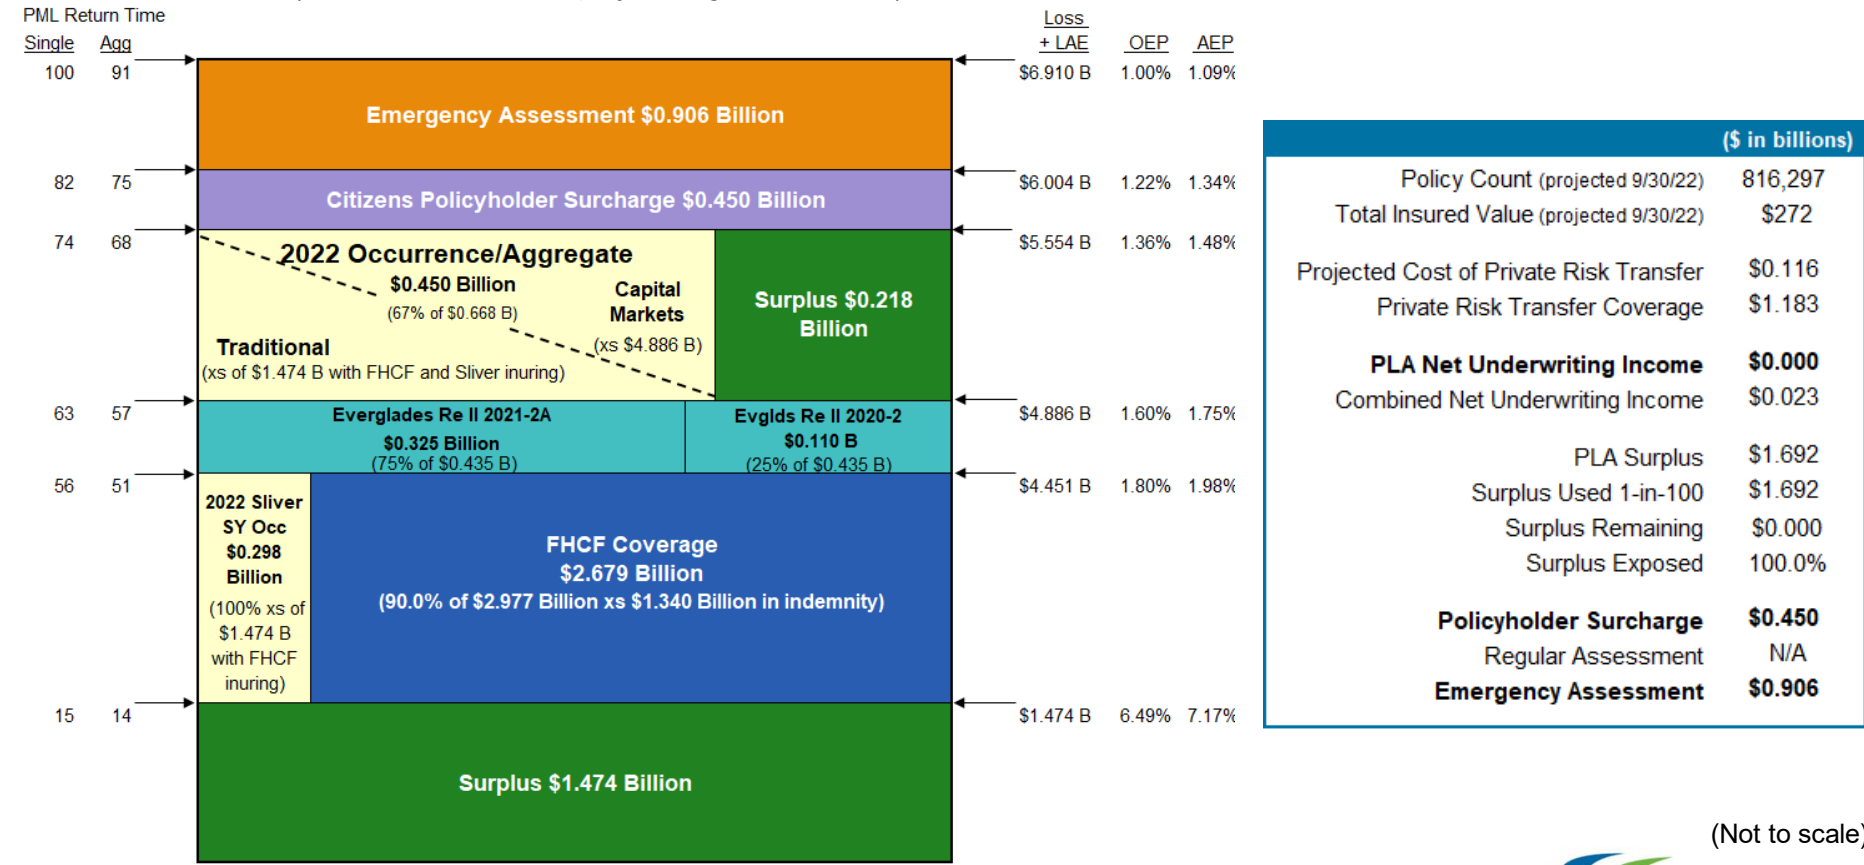 PML Return Time
Single Agg
Loss
+ LAE OEP AEP
100 91
$6.910 B 1.00% 1.09%
Emergency Assessment $0.906 Billion
82 75
$6.004 B 1.22% 1.34%
Citizens Policyholder Surcharge $0.450 Billion
74 68
$5.554 B 1.36% 1.48%
2022 Occurrence/Aggregate
$0.450 Billion
(67% of $0.668 B)
Capital
Markets
(xs $4.886 B)
Traditional
(xs of $1.474 B with FHCF and Sliver inuring)
Surplus $0.218
Billion
63 57
$4.886 B 1.60% 1.75%
Everglades Re II 2021-2A
$0.325 Billion
(75% of $0.435 B)
Evglds Re II 2020-2
$0.110 B
(25% of $0.435 B)
56 51
$4.451 B 1.80% 1.98%
2022 Sliver
SY Occ
$0.298
Billion
(100% xs of
$1.474 B
with FHCF
inuring)
FHCF Coverage
$2.679 Billion
(90.0% of $2.977 Billion xs $1.340 Billion in indemnity)
15 14
$1.474 B 6.49% 7.17%
Surplus $1.474 Billion
($ in billions)
Policy Count (projected 9/30/22) 816,297
Total Insured Value (projected 9/30/22) $272
Projected Cost of Private Risk Transfer $0.116
Private Risk Transfer Coverage $1.183
PLA Net Underwriting Income $0.000
Combined Net Underwriting Income $0.023
PLA Surplus $1.692
Surplus Used 1-in-100 $1.692
Surplus Remaining $0.000
Surplus Exposed 100.0%
Policyholder Surcharge $0.450
Regular Assessment N/A
Emergency Assessment $0.906
(Not to scale)